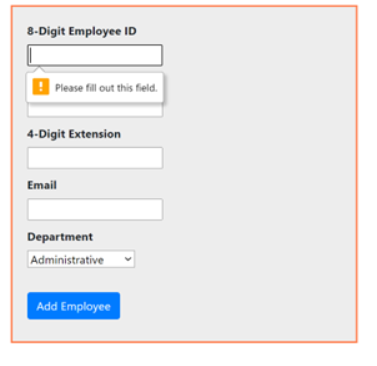 8-Digit Employee ID
! Please fill out this field.
4-Digit Extension
Email
Department
Administrative
Add Employee